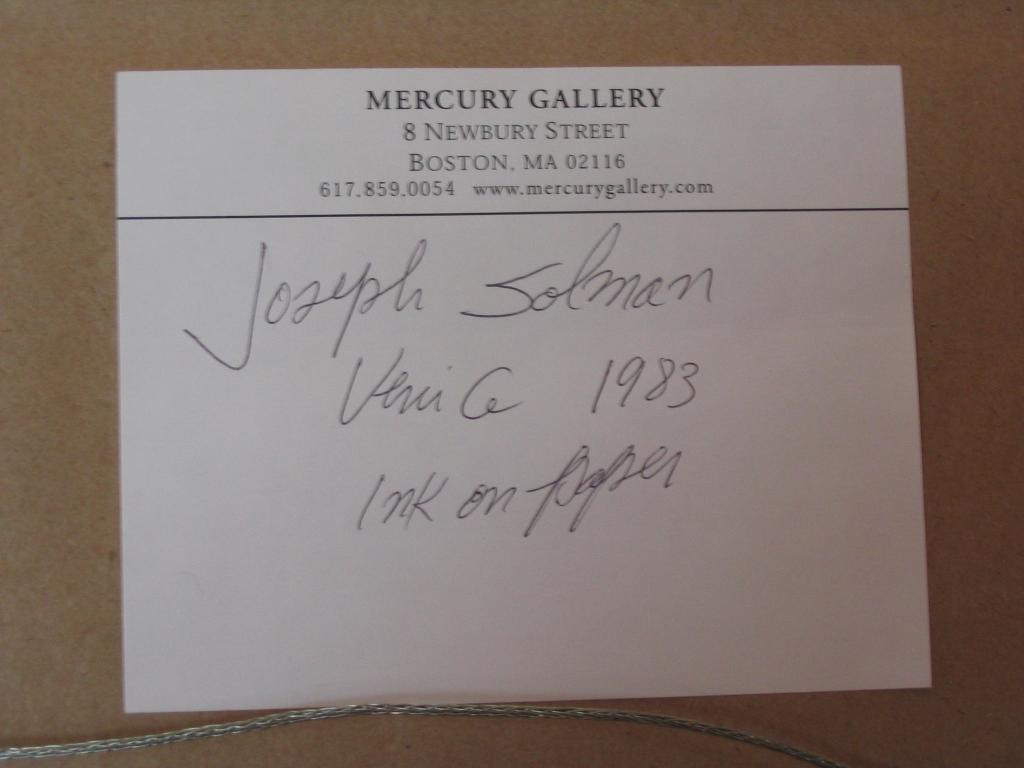 MERCURY GALLERY
8 NEWBURY STREET
BOSTON, MA 02116
617.859.0054 www.mercurygallery.com
Joseph Solman
Venice 1983
Ink on paper